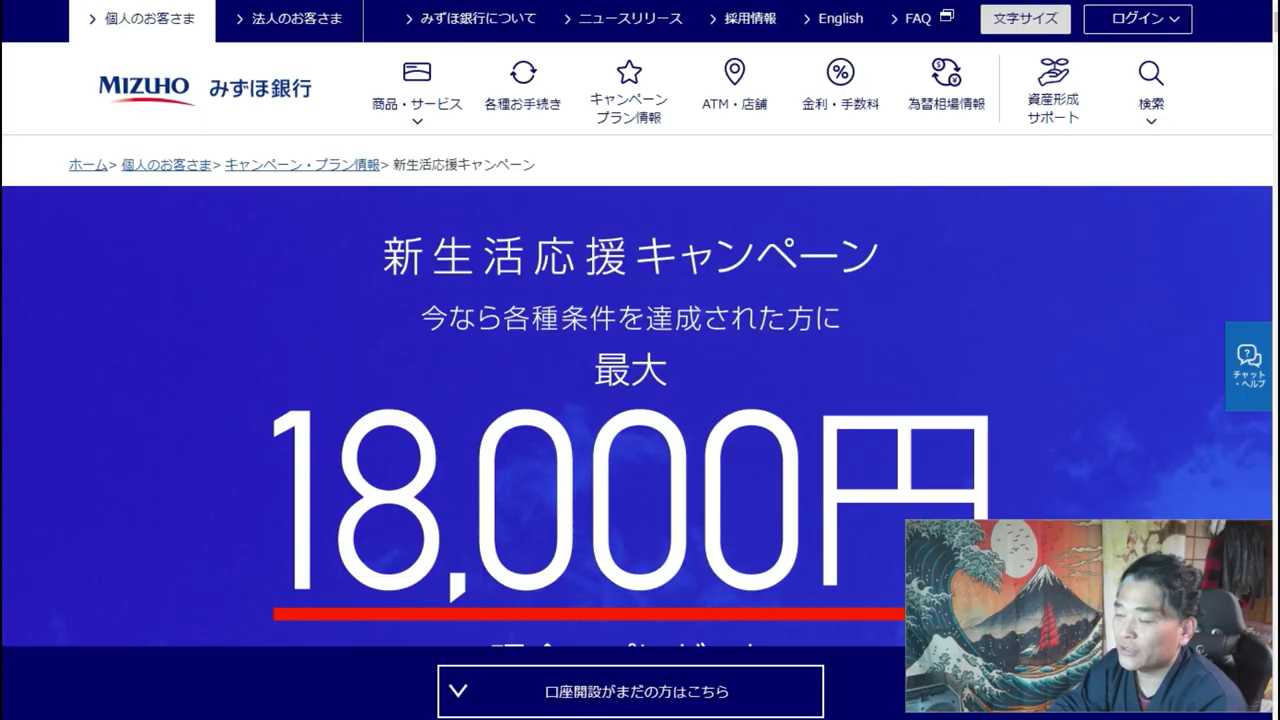 個人のお客さま
法人のお客さま
みずほ銀行について
ニュースリリース
採用情報
English
FAQ
文字サイズ
ログイン
MIZUHO みずほ銀行
商品・サービス
各種お手続き
キャンペーン
プラン情報
ATM・店舗
金利・手数料
為替相場情報
資産形成
サポート
検索
ホーム> 個人のお客さま> キャンペーン・プラン情報> 新生活応援キャンペーン
新生活応援キャンペーン
今なら各種条件を達成された方に
最大
18,000円
チャット
・ヘルプ
口座開設がまだの方はこちら